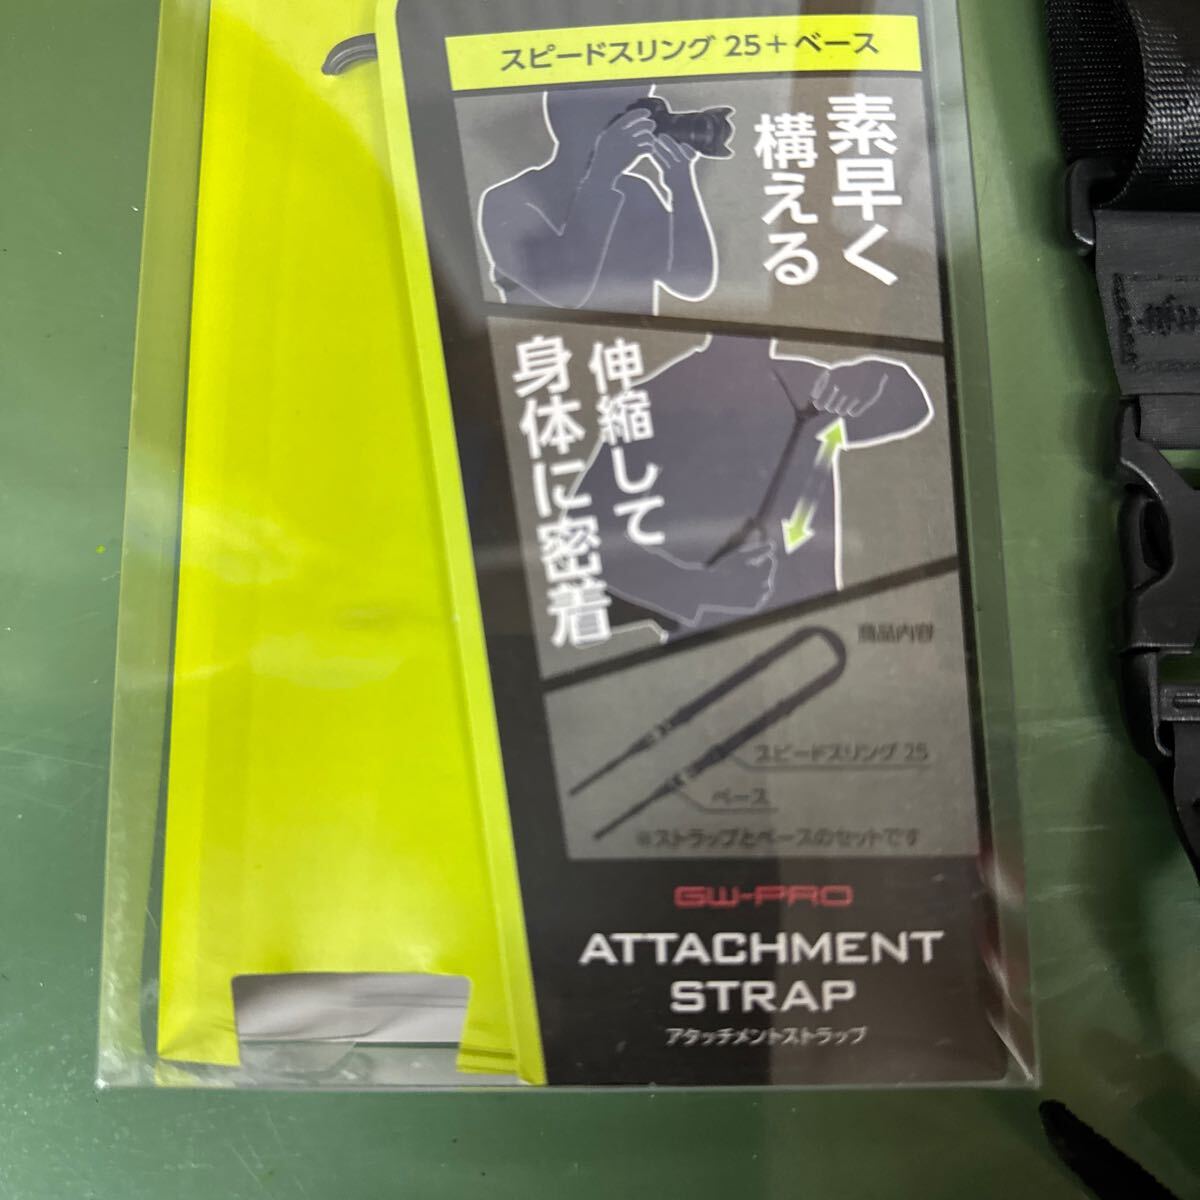 スピードスリング 25+ベース
素早く
構える
伸縮して
身体に密着
商品内容
スピードスリング 25
ベース
※ストラップとベースのセットです
GW-PRO
ATTACHMENT
STRAP
アタッチメントストラップ